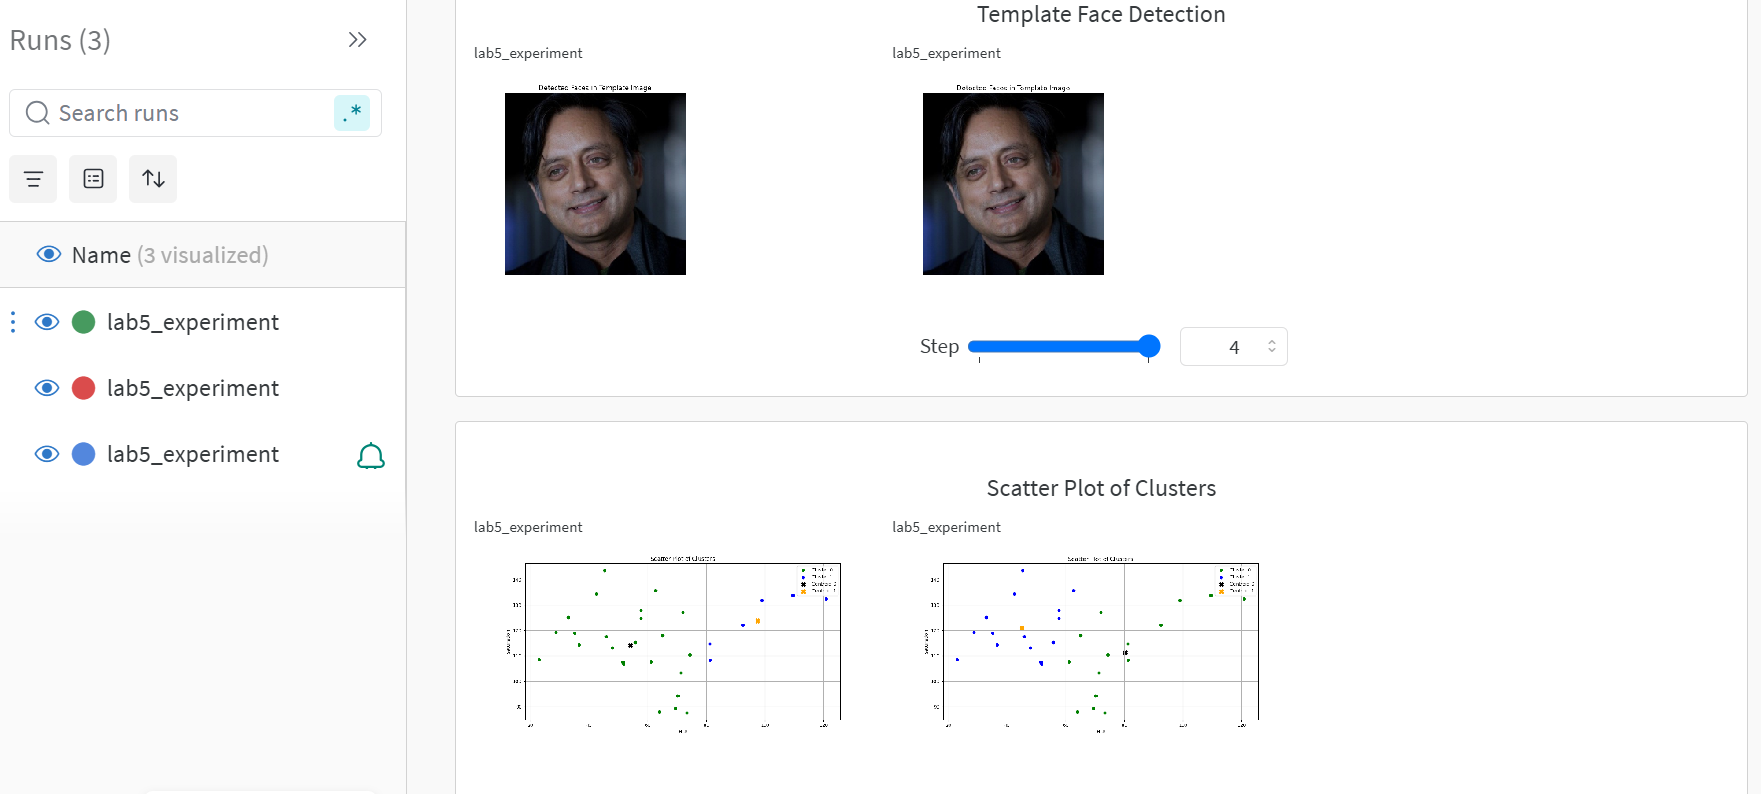 Runs (3)
Search runs
.*
Name (3 visualized)
lab5_experiment
lab5_experiment
lab5_experiment
Template Face Detection
lab5_experiment
lab5_experiment
Detected Faces in Template Image
Detected Faces in Template Image
Step
4
Scatter Plot of Clusters
lab5_experiment
lab5_experiment
Scatter Plot of Clusters
Scatter Plot of Clusters